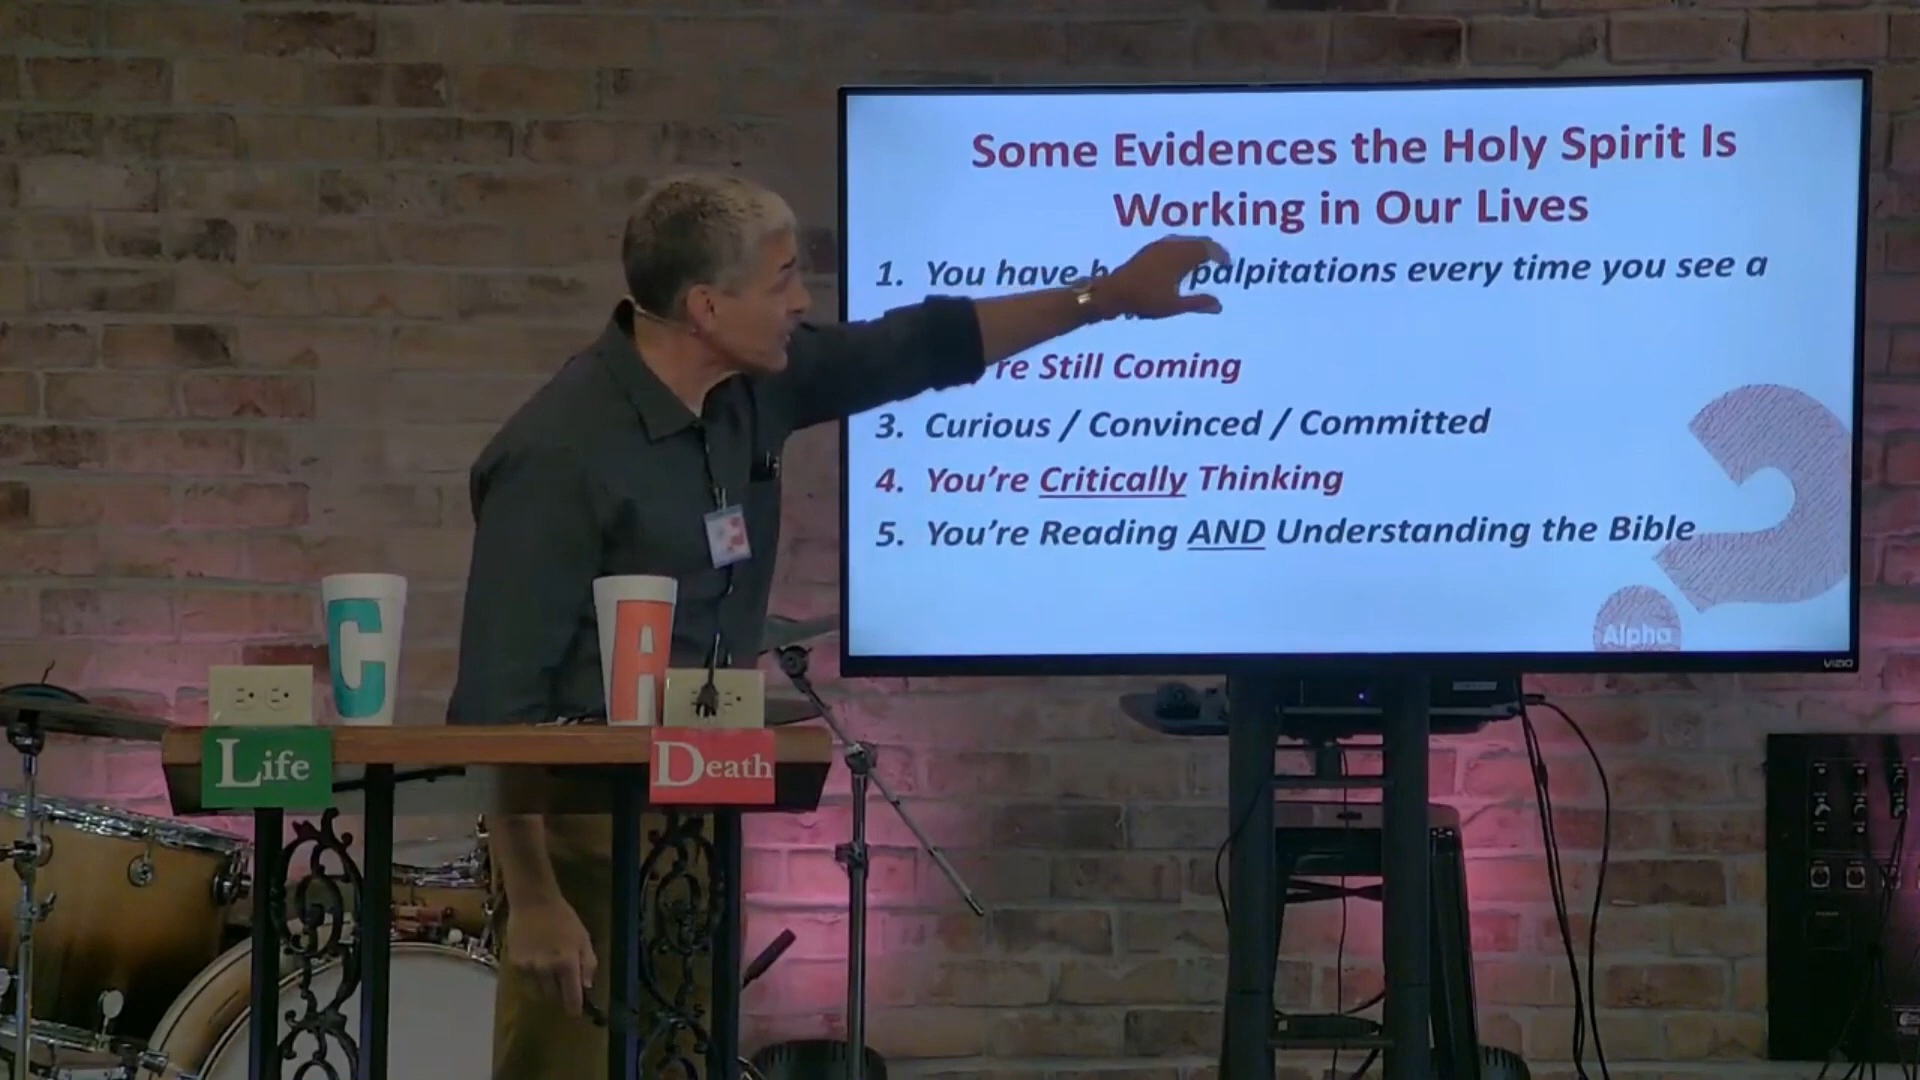 Some Evidences the Holy Spirit Is
Working in Our Lives
1. You have palpitations every time you see a
're Still Coming
3. Curious / Convinced / Committed
4. You're Critically Thinking
5. You're Reading AND Understanding the Bible
Alpha
VIZIO
C
A
Life
Death